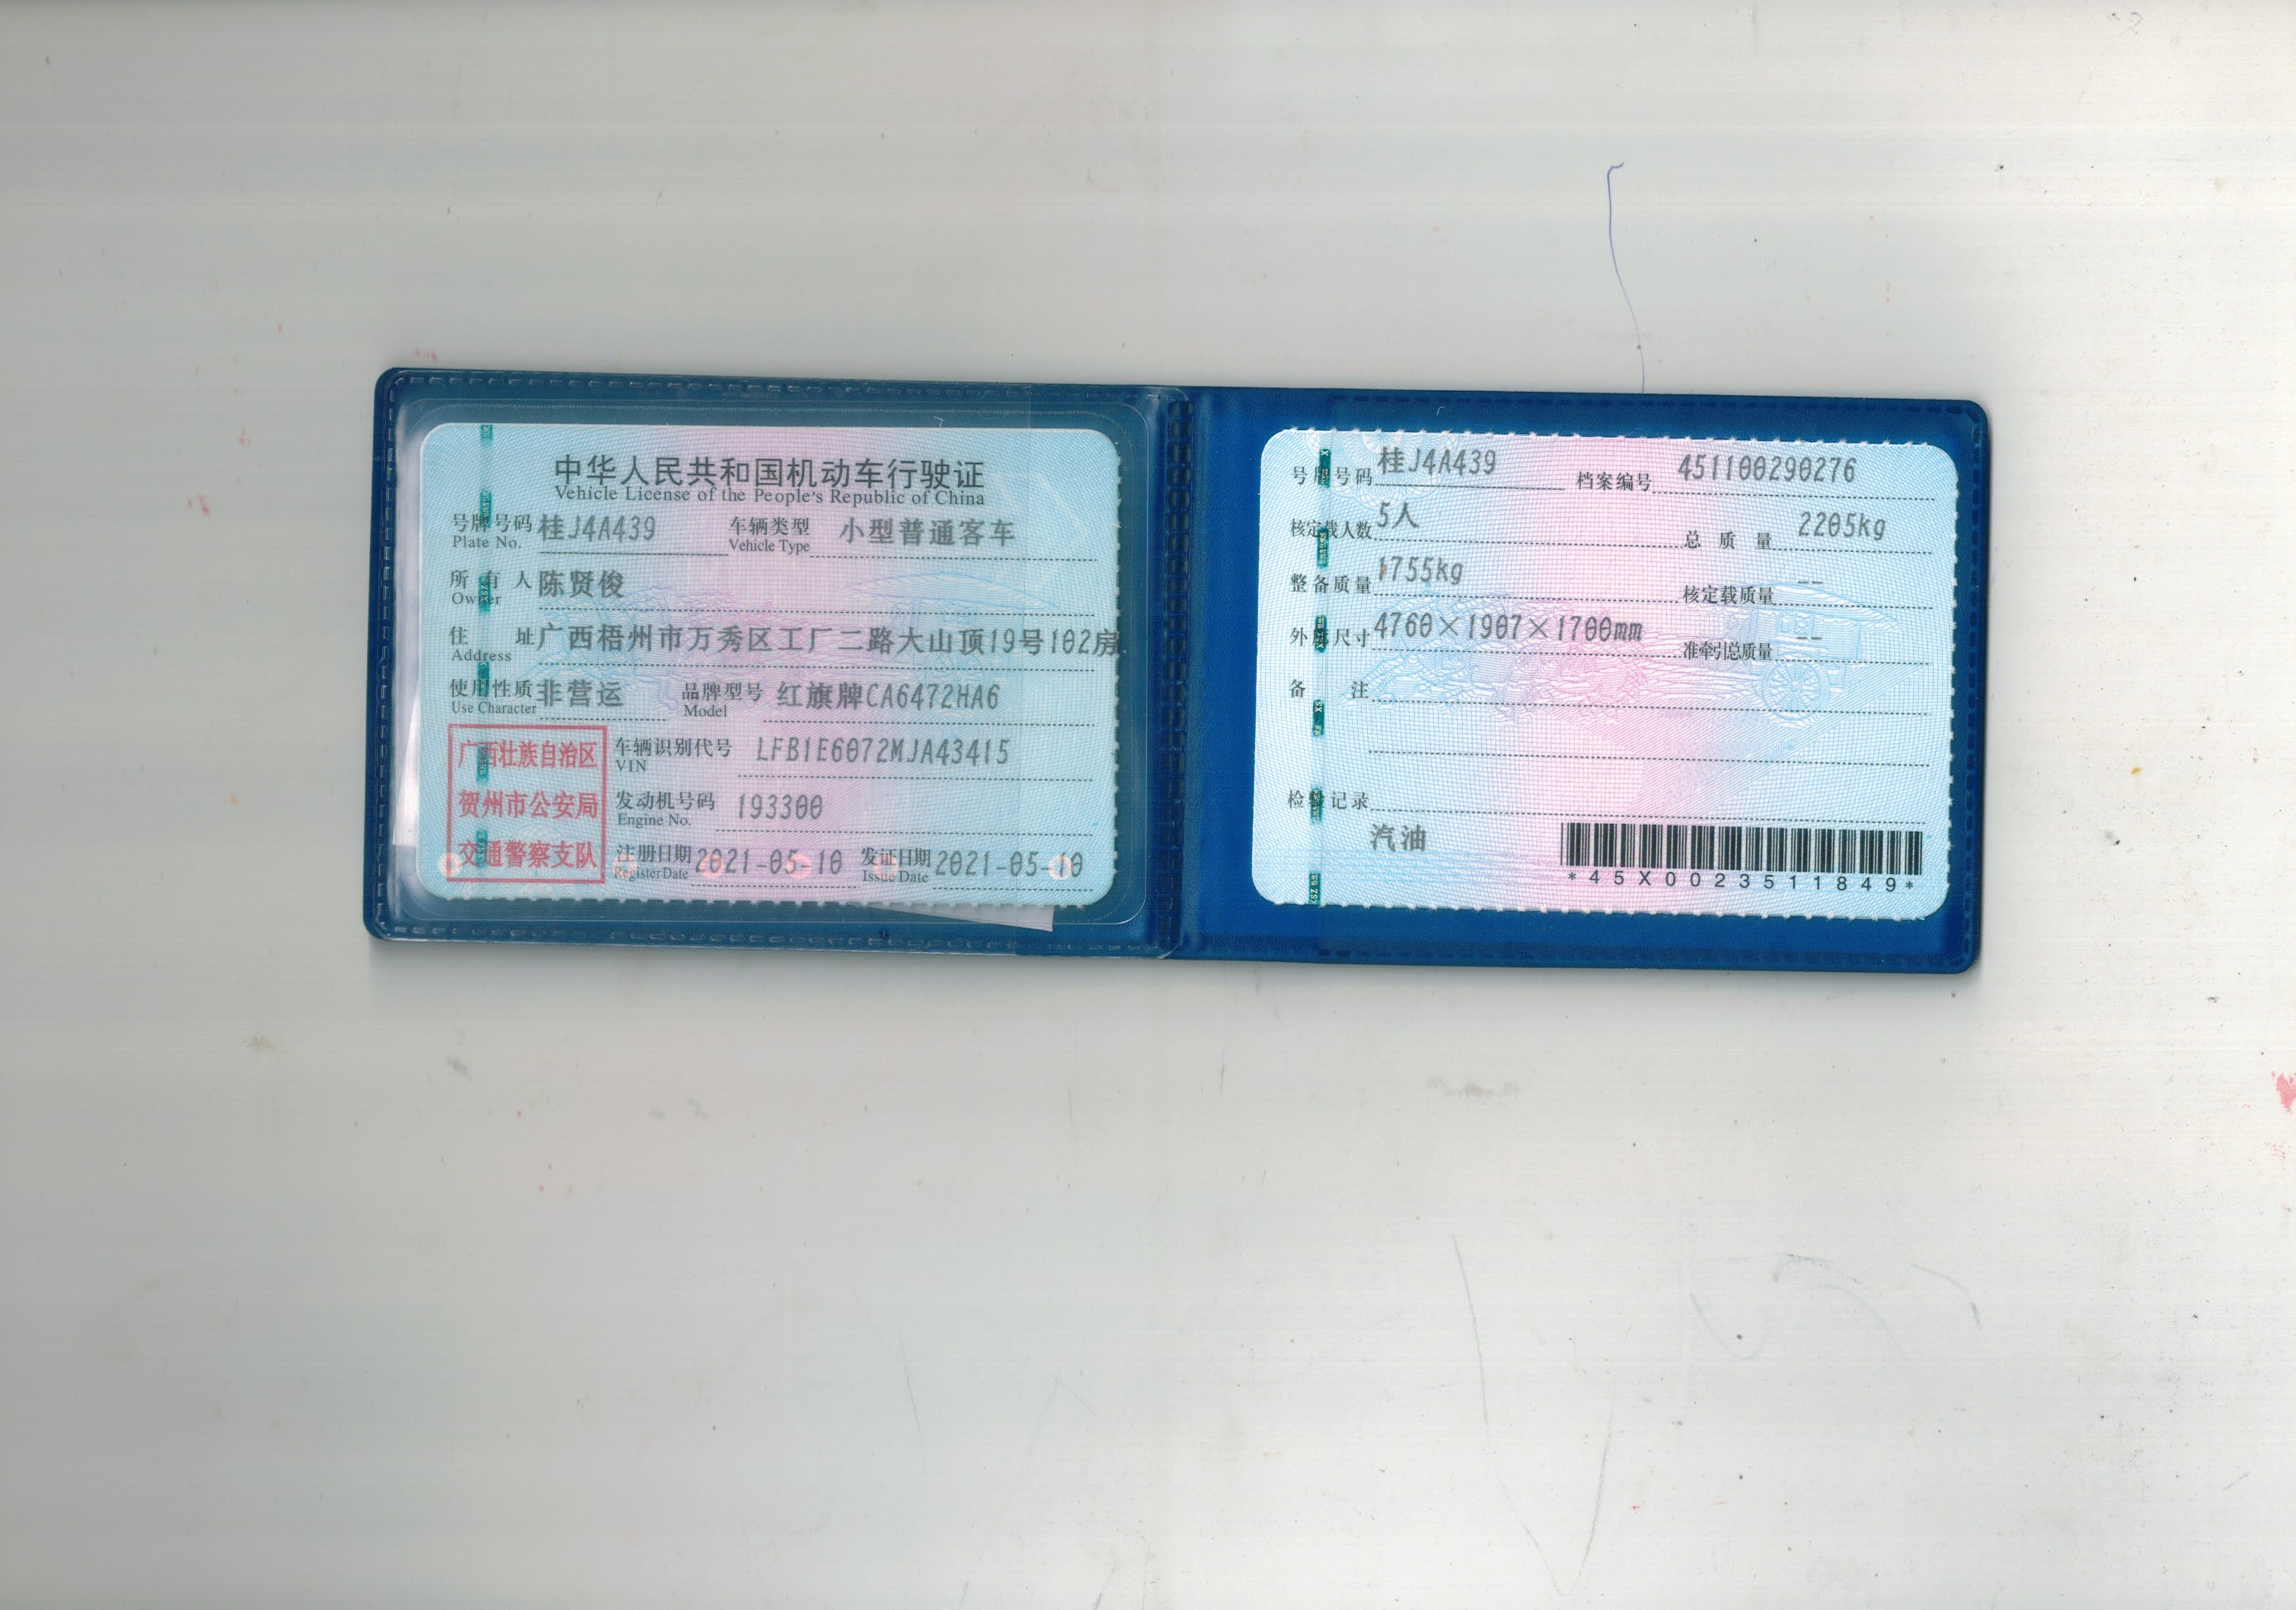 中华人民共和国机动车行驶证
Vehicle License of the People's Republic of China
号牌号码 桂J4A439 车辆类型 小型普通客车
Plate No. Vehicle Type
所有人 陈贤俊
Owner
住址 广西梧州市万秀区工厂二路大山顶19号102房
Address
使用性质 非营运 品牌型号 红旗牌CA6472HA6
Use Character Model
广西壮族自治区
贺州市公安局
交通警察支队
车辆识别代号 LFB1E6072MJA43415
VIN
发动机号码 193300
Engine No.
注册日期 2021-05-10 发证日期 2021-05-10
Register Date Issue Date
号牌号码 桂J4A439 档案编号 451100290276
核定载人数 5人 总质量 2205kg
整备质量 1755kg 核定载质量 --
外廓尺寸 4760×1907×1700mm 准牵引总质量 --
备注
检验记录
汽油
*45X0023511849*